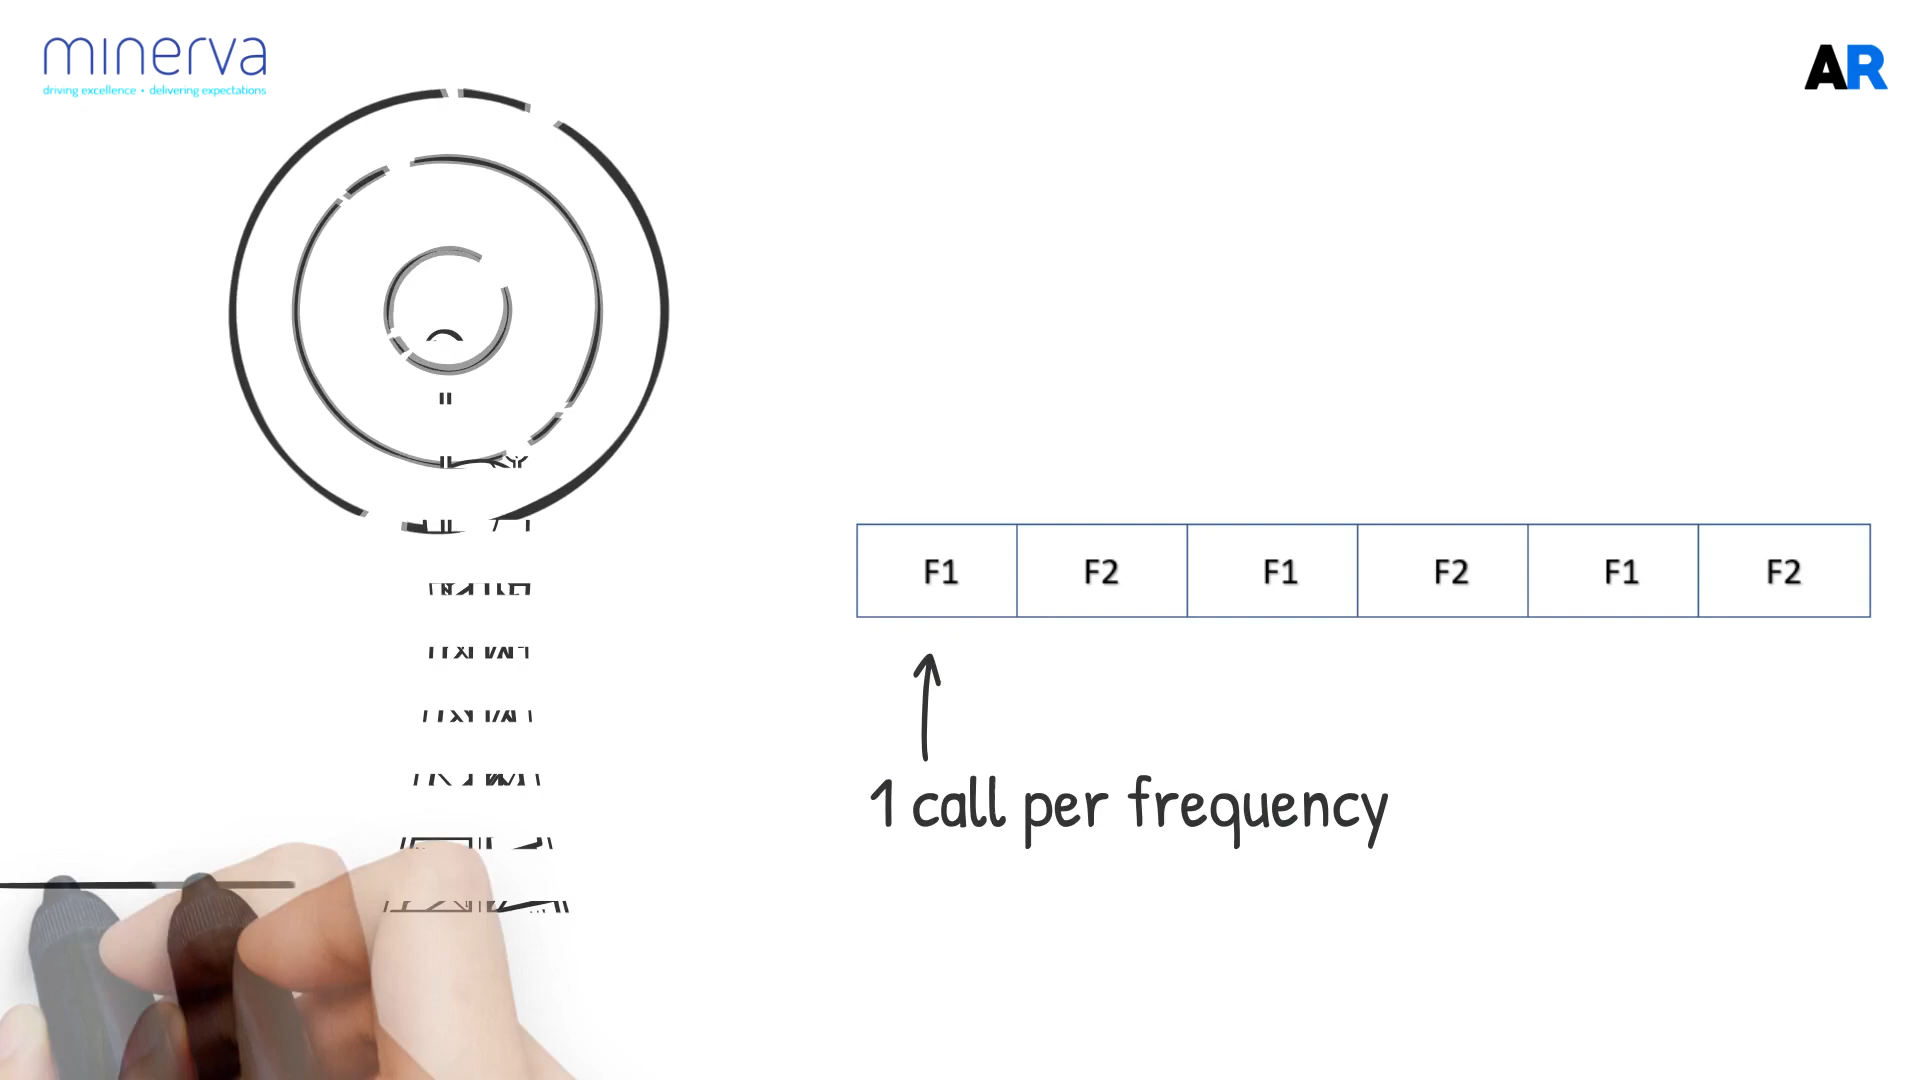 minerva
driving excellence • delivering expectations
AR
F1 F2 F1 F2 F1 F2
1 call per frequency